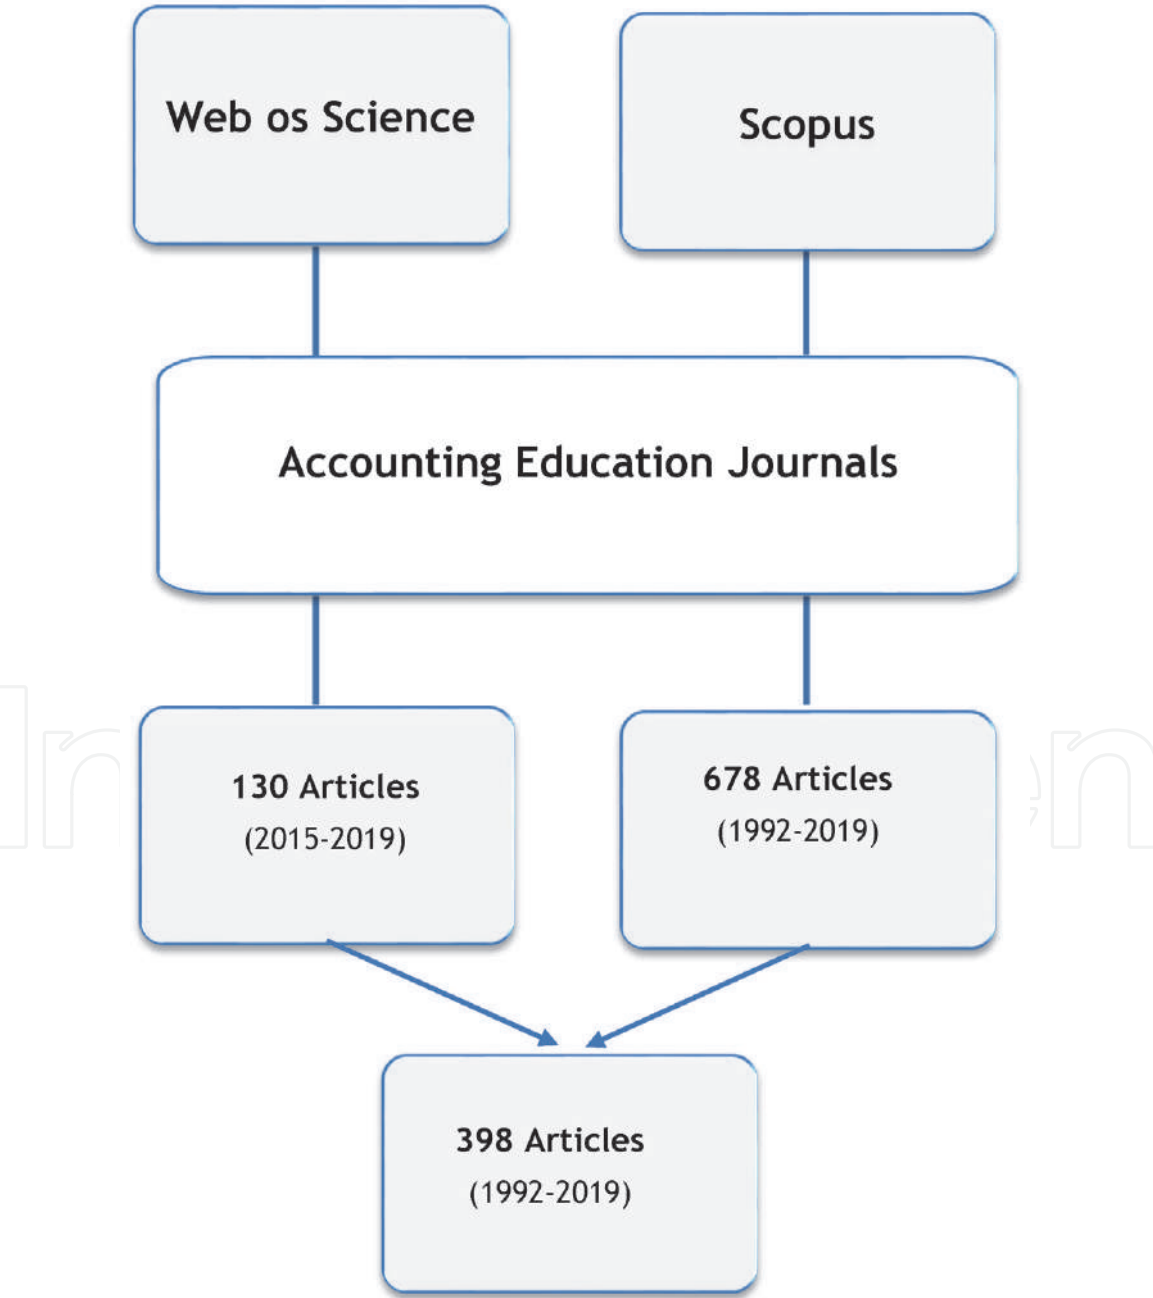 Web os Science
Scopus
Accounting Education Journals
130 Articles
(2015-2019)
678 Articles
(1992-2019)
398 Articles
(1992-2019)